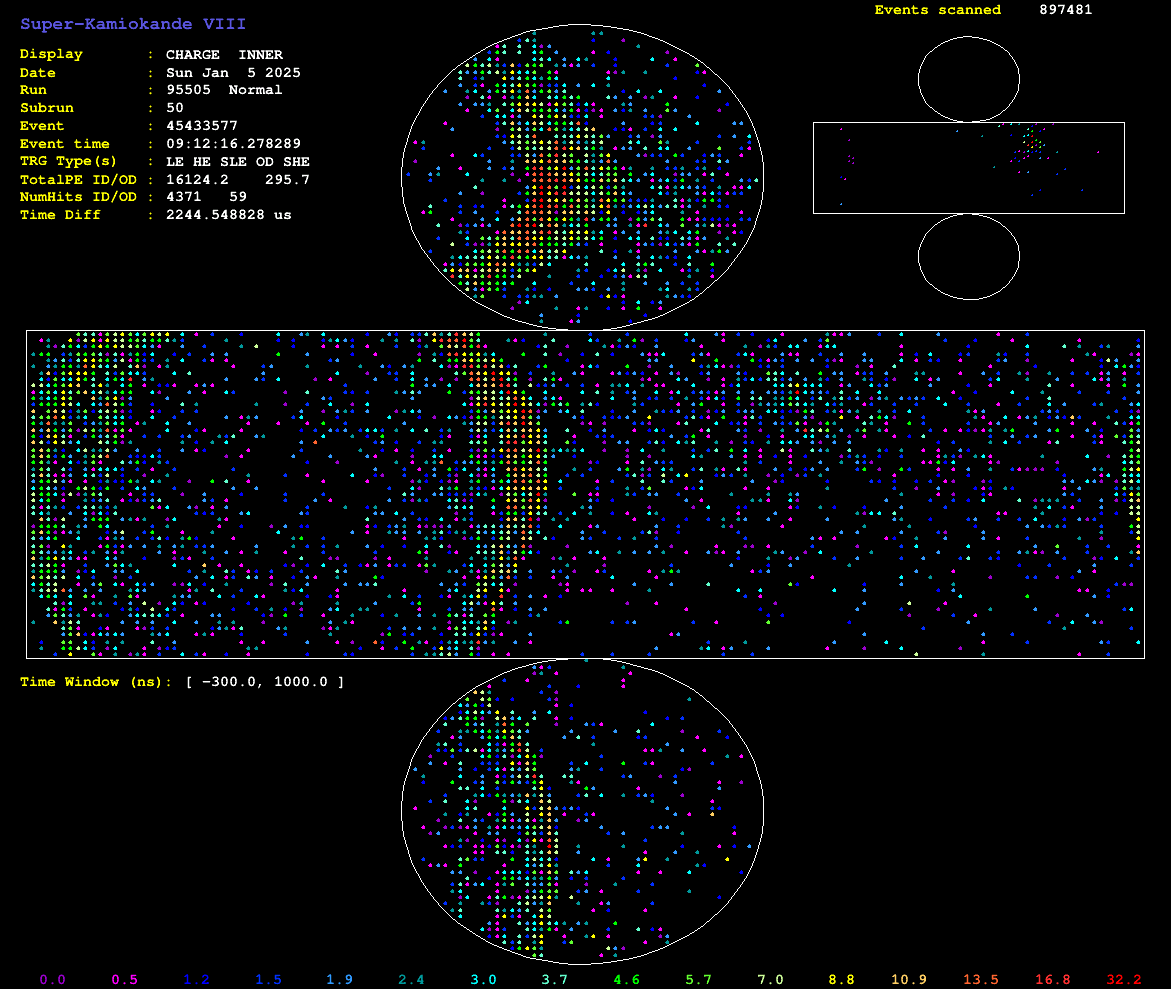 Super-Kamiokande VIII
Events scanned 897481
Display : CHARGE INNER
Date : Sun Jan 5 2025
Run : 95505 Normal
Subrun : 50
Event : 45433577
Event time : 09:12:16.278289
TRG Type(s) : LE HE SLE OD SHE
TotalPE ID/OD : 16124.2 295.7
NumHits ID/OD : 4371 59
Time Diff : 2244.548828 us
Time Window (ns): [ -300.0, 1000.0 ]
0.0 0.5 1.2 1.5 1.9 2.4 3.0 3.7 4.6 5.7 7.0 8.8 10.9 13.5 16.8 32.2